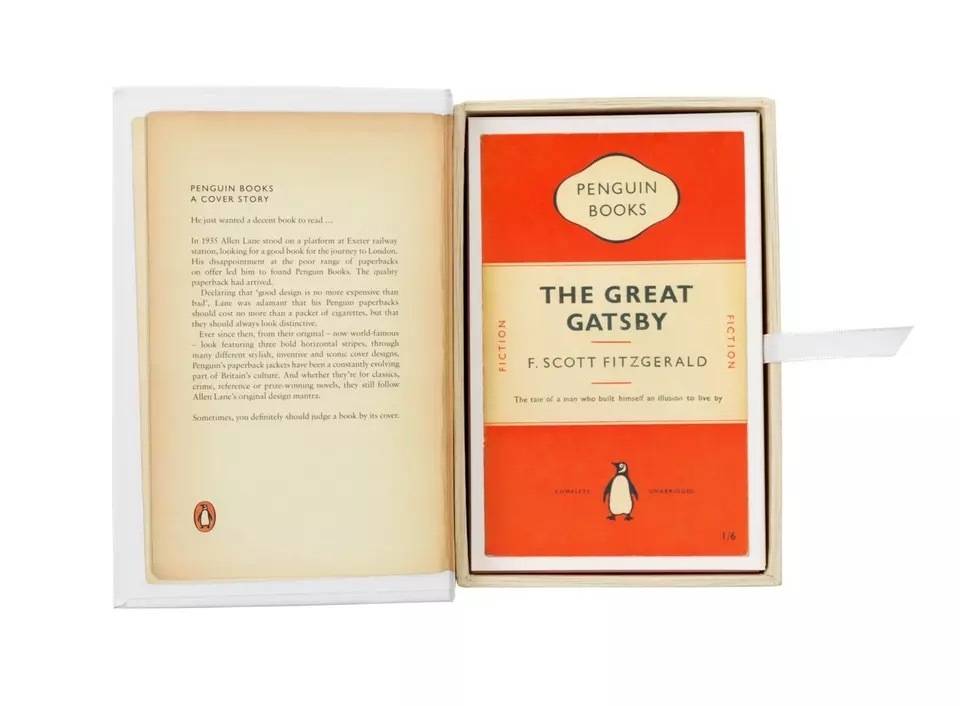 PENGUIN BOOKS
A COVER STORY
He just wanted a decent book to read ...
In 1935 Allen Lane stood on a platform at Exeter railway
station, looking for a good book for the journey to London.
His disappointment at the poor range of paperbacks
on offer led him to found Penguin Books. The quality
paperback had arrived.
Declaring that ‘good design is no more expensive than
bad’, Lane was adamant that his Penguin paperbacks
should cost no more than a packet of cigarettes, but that
they should always look distinctive.
Ever since then, from their original – now world-famous
– look featuring three bold horizontal stripes, through
many different stylish, inventive and iconic cover designs,
Penguin's paperback jackets have been a constantly evolving
part of Britain's culture. And whether they're for classics,
crime, reference or prize-winning novels, they still follow
Allen Lane's original design mantra.
Sometimes, you definitely should judge a book by its cover.
PENGUIN
BOOKS
THE GREAT
GATSBY
FICTION
FICTION
F. SCOTT FITZGERALD
The tale of a man who built himself an illusion to live by
COMPLETE
UNABRIDGED
1/6